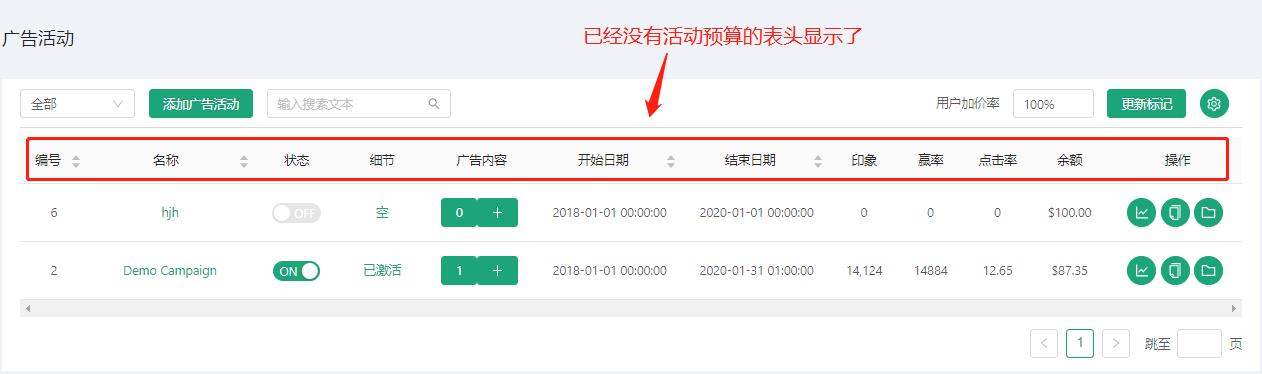 已经没有活动预算的表头显示了
广告活动
全部 添加广告活动 输入搜索文本 用户加价率 100% 更新标记
编号 名称 状态 细节 广告内容 开始日期 结束日期 印象 赢率 点击率 余额 操作
6 hjh OFF 空 0 + 2018-01-01 00:00:00 2020-01-01 00:00:00 0 0 0 $100.00
2 Demo Campaign ON 已激活 1 + 2018-01-01 00:00:00 2020-01-31 01:00:00 14,124 14884 12.65 $87.35
< 1 > 跳至 页